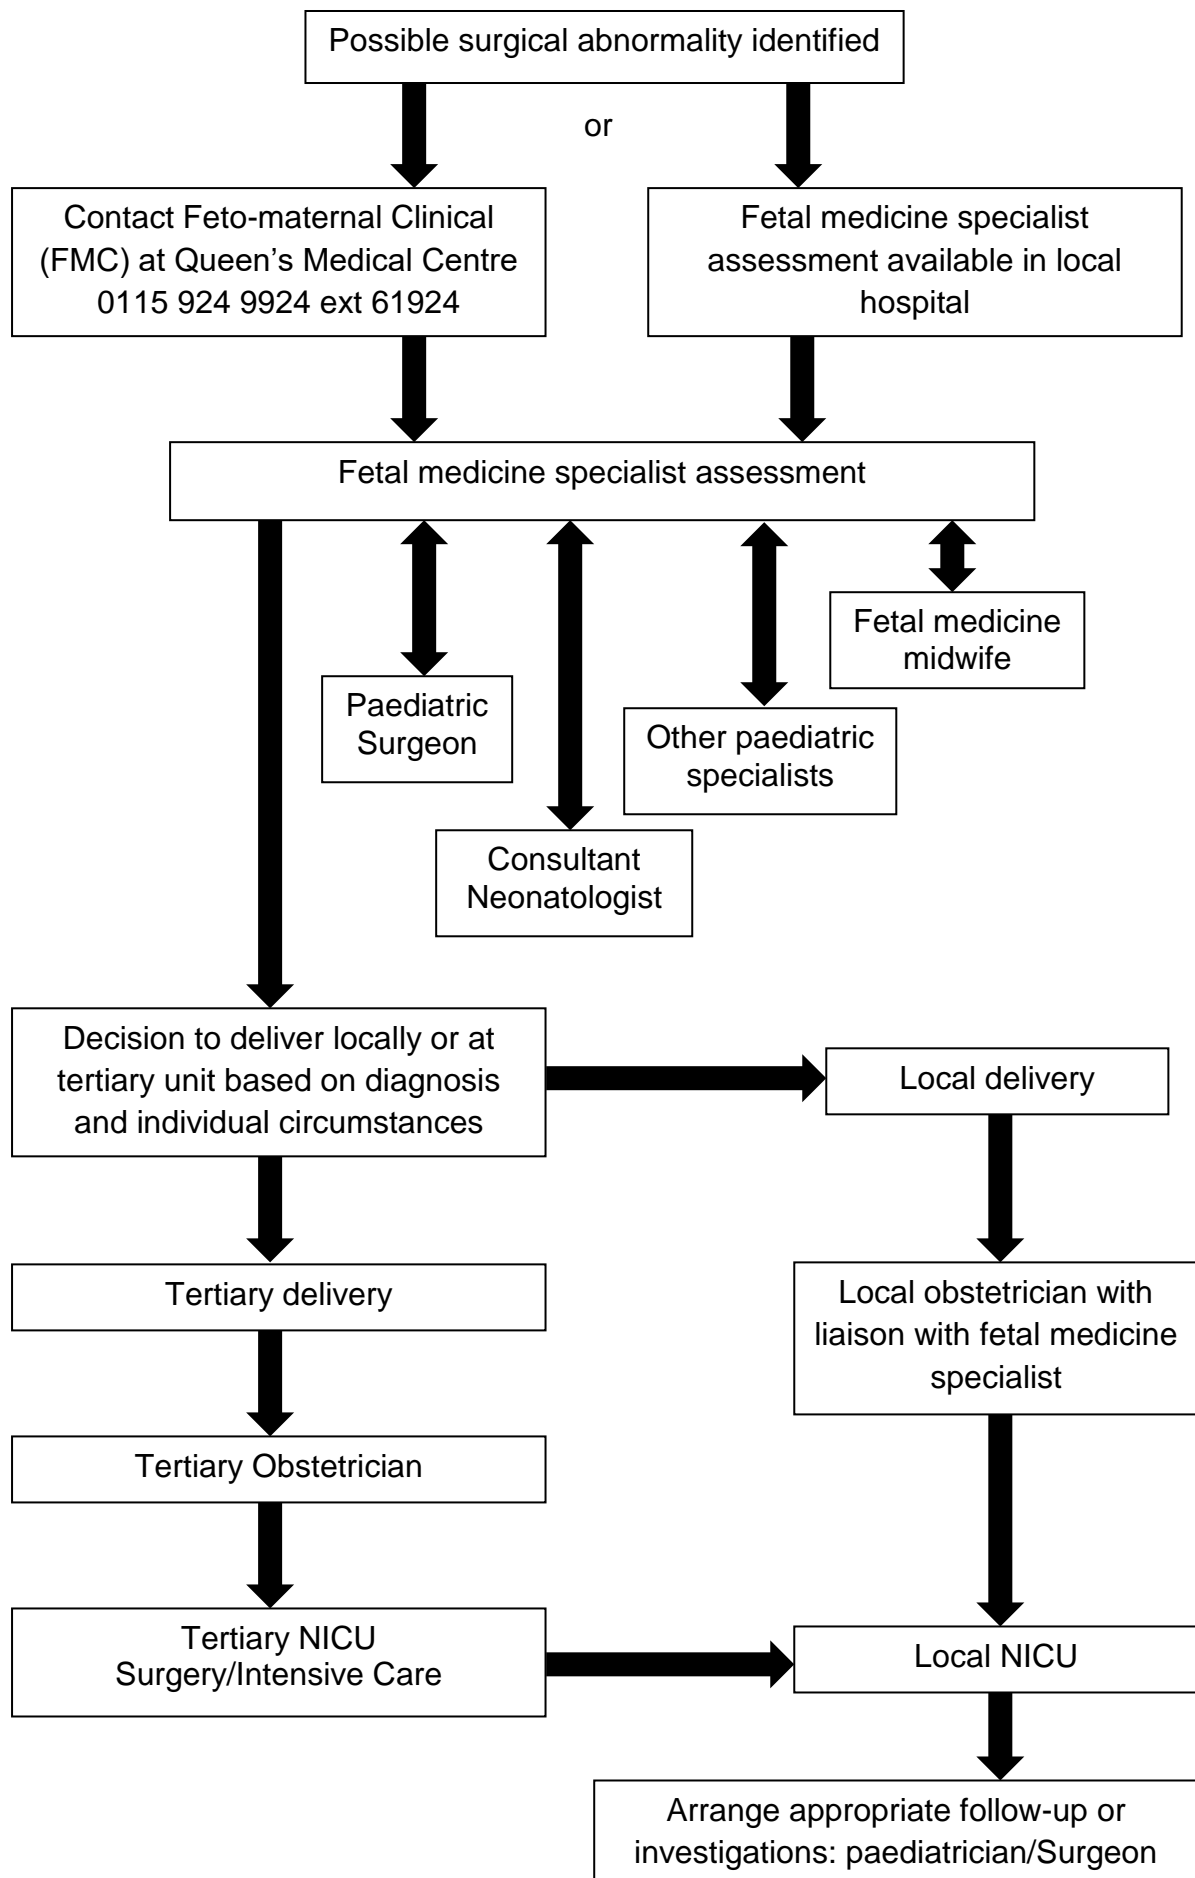 Possible surgical abnormality identified
or
Contact Feto-maternal Clinical
(FMC) at Queen’s Medical Centre
0115 924 9924 ext 61924
Fetal medicine specialist
assessment available in local
hospital
Fetal medicine specialist assessment
Fetal medicine
midwife
Paediatric
Surgeon
Other paediatric
specialists
Consultant
Neonatologist
Decision to deliver locally or at
tertiary unit based on diagnosis
and individual circumstances
Local delivery
Tertiary delivery
Local obstetrician with
liaison with fetal medicine
specialist
Tertiary Obstetrician
Tertiary NICU
Surgery/Intensive Care
Local NICU
Arrange appropriate follow-up or
investigations: paediatrician/Surgeon